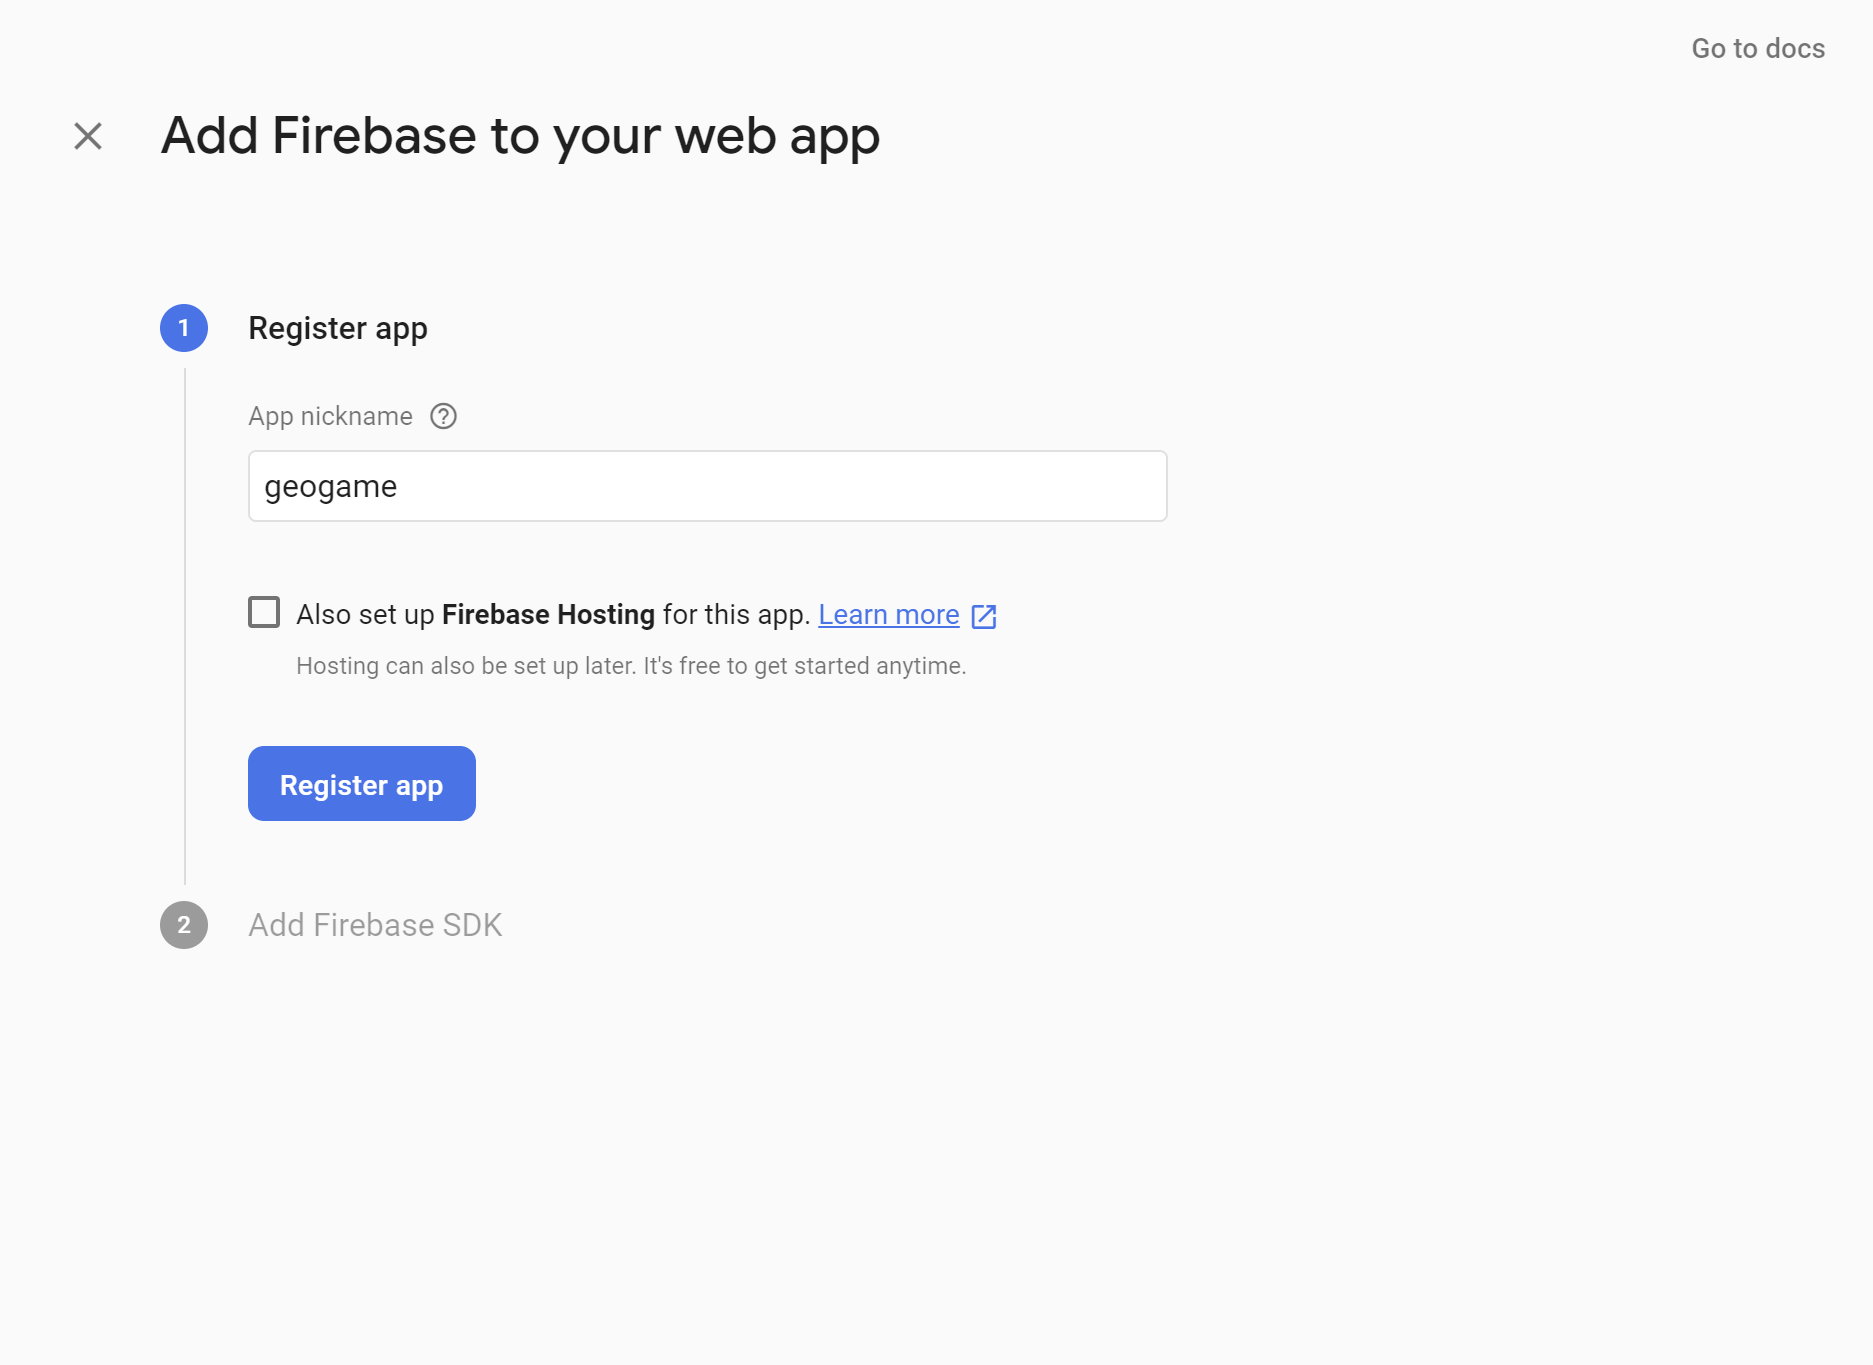 Go to docs
Add Firebase to your web app
1 Register app
App nickname
geogame
Also set up Firebase Hosting for this app. Learn more
Hosting can also be set up later. It's free to get started anytime.
Register app
2 Add Firebase SDK